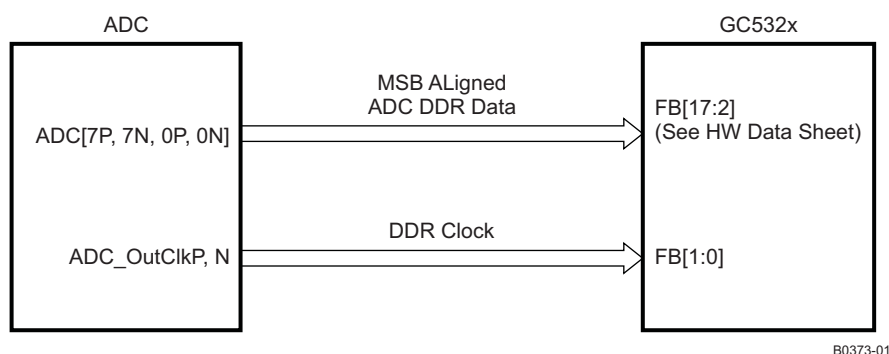 ADC
GC532x
MSB ALigned
ADC DDR Data
ADC[7P, 7N, 0P, 0N]
FB[17:2]
(See HW Data Sheet)
DDR Clock
ADC_OutClkP, N
FB[1:0]
B0373-01